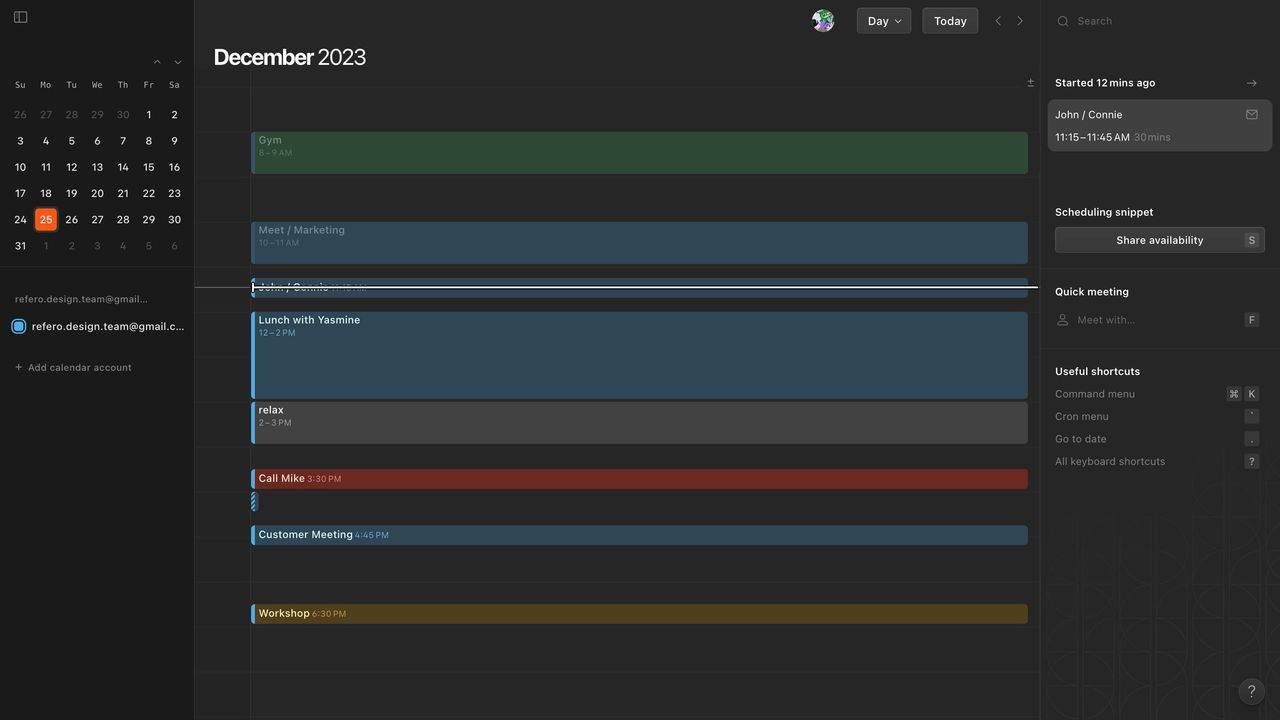 Su Mo Tu We Th Fr Sa
26 27 28 29 30 1 2
3 4 5 6 7 8 9
10 11 12 13 14 15 16
17 18 19 20 21 22 23
24 25 26 27 28 29 30
31 1 2 3 4 5 6
refero.design.team@gmail...
refero.design.team@gmail.c...
+ Add calendar account
Day
Today
December 2023
±
Gym
8–9 AM
Meet / Marketing
10–11 AM
John / Connie 11:15 AM
Lunch with Yasmine
12–2 PM
relax
2–3 PM
Call Mike 3:30 PM
Customer Meeting 4:45 PM
Workshop 6:30 PM
Search
Started 12 mins ago →
John / Connie
11:15–11:45 AM 30 mins
Scheduling snippet
Share availability S
Quick meeting
Meet with... F
Useful shortcuts
Command menu ⌘ K
Cron menu `
Go to date .
All keyboard shortcuts ?
?